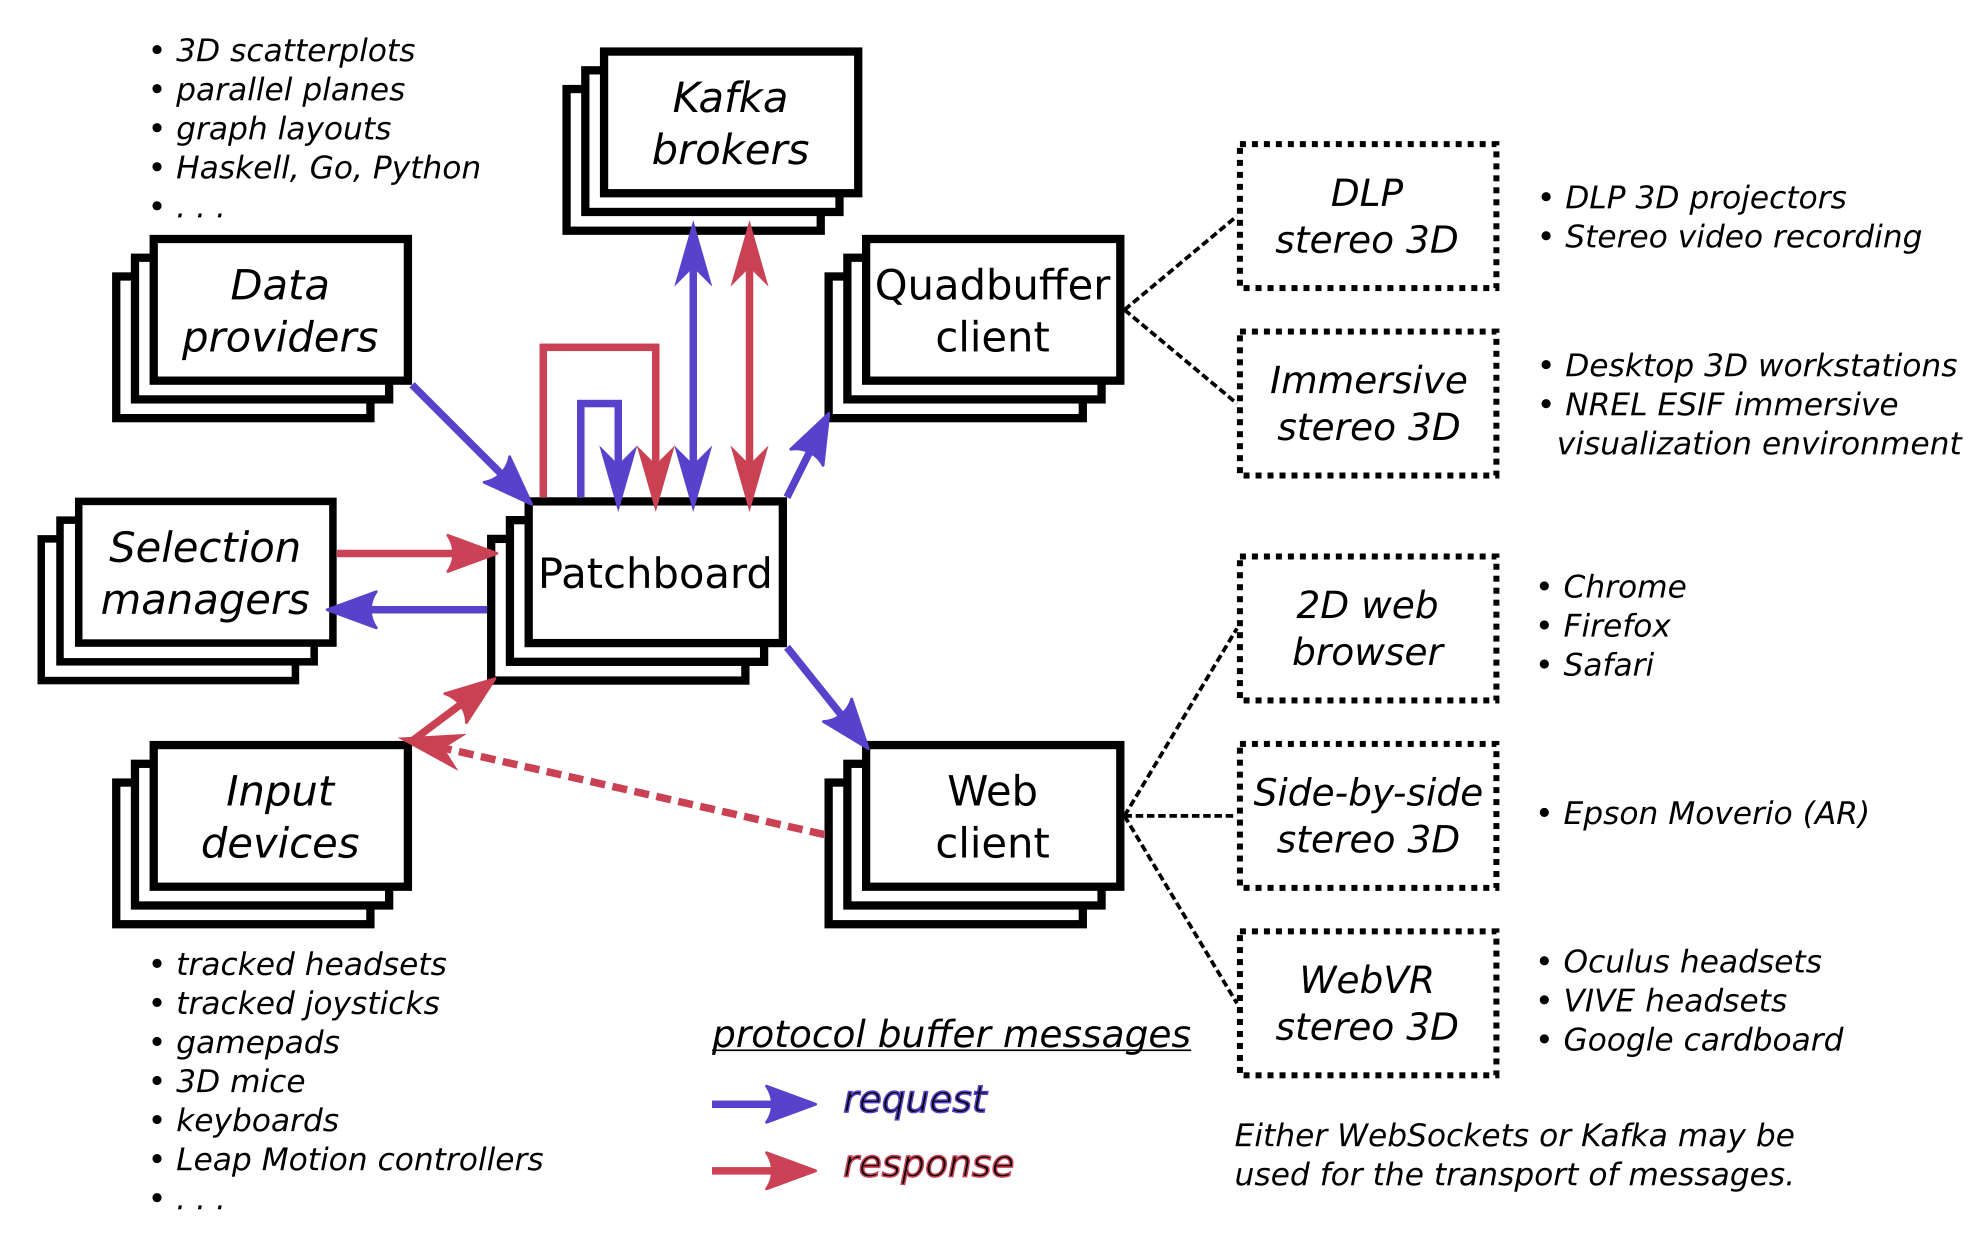 • 3D scatterplots
• parallel planes
• graph layouts
• Haskell, Go, Python
• . . .
Kafka
brokers
Data
providers
Quadbuffer
client
DLP
stereo 3D
• DLP 3D projectors
• Stereo video recording
Immersive
stereo 3D
• Desktop 3D workstations
• NREL ESIF immersive
visualization environment
Selection
managers
Patchboard
2D web
browser
• Chrome
• Firefox
• Safari
Input
devices
Web
client
Side-by-side
stereo 3D
• Epson Moverio (AR)
WebVR
stereo 3D
• Oculus headsets
• VIVE headsets
• Google cardboard
• tracked headsets
• tracked joysticks
• gamepads
• 3D mice
• keyboards
• Leap Motion controllers
• . . .
protocol buffer messages
request
response
Either WebSockets or Kafka may be
used for the transport of messages.